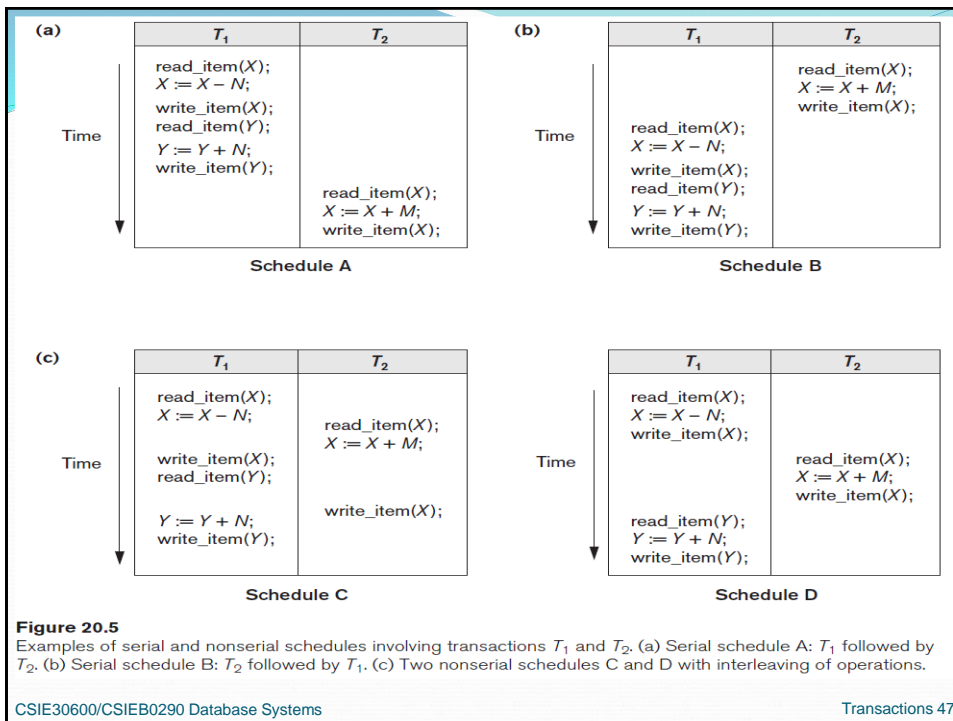 (a)
T1 T2
Time
read_item(X);
X := X – N;
write_item(X);
read_item(Y);
Y := Y + N;
write_item(Y);
read_item(X);
X := X + M;
write_item(X);
Schedule A
(b)
T1 T2
Time
read_item(X);
X := X + M;
write_item(X);
read_item(X);
X := X – N;
write_item(X);
read_item(Y);
Y := Y + N;
write_item(Y);
Schedule B
(c)
T1 T2
Time
read_item(X);
X := X – N;
read_item(X);
X := X + M;
write_item(X);
read_item(Y);
write_item(X);
Y := Y + N;
write_item(Y);
Schedule C
T1 T2
Time
read_item(X);
X := X – N;
write_item(X);
read_item(X);
X := X + M;
write_item(X);
read_item(Y);
Y := Y + N;
write_item(Y);
Schedule D
Figure 20.5
Examples of serial and nonserial schedules involving transactions T1 and T2. (a) Serial schedule A: T1 followed by
T2. (b) Serial schedule B: T2 followed by T1. (c) Two nonserial schedules C and D with interleaving of operations.
CSIE30600/CSIEB0290 Database Systems
Transactions 47